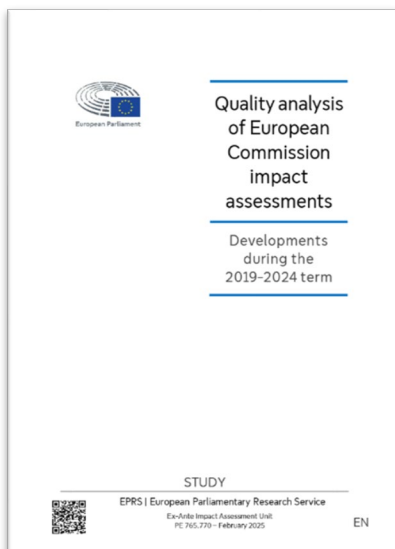 European Parliament
Quality analysis
of European
Commission
impact
assessments
Developments
during the
2019-2024 term
STUDY
EPRS | European Parliamentary Research Service
Ex-Ante Impact Assessment Unit
PE 765.770 – February 2025
EN